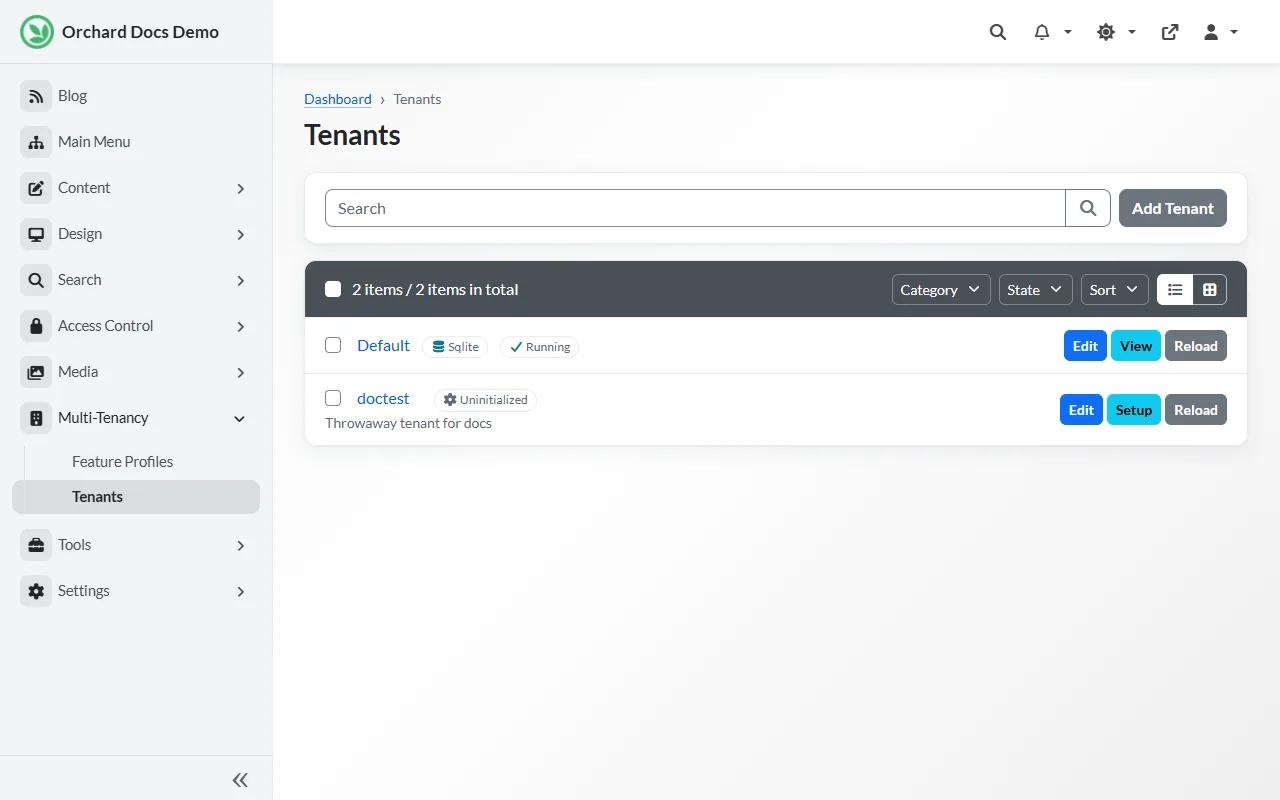 Orchard Docs Demo
Blog
Main Menu
Content
Design
Search
Access Control
Media
Multi-Tenancy
Feature Profiles
Tenants
Tools
Settings
Dashboard › Tenants
Tenants
Search
Add Tenant
2 items / 2 items in total
Category
State
Sort
Default Sqlite Running
Edit View Reload
doctest Uninitialized
Throwaway tenant for docs
Edit Setup Reload